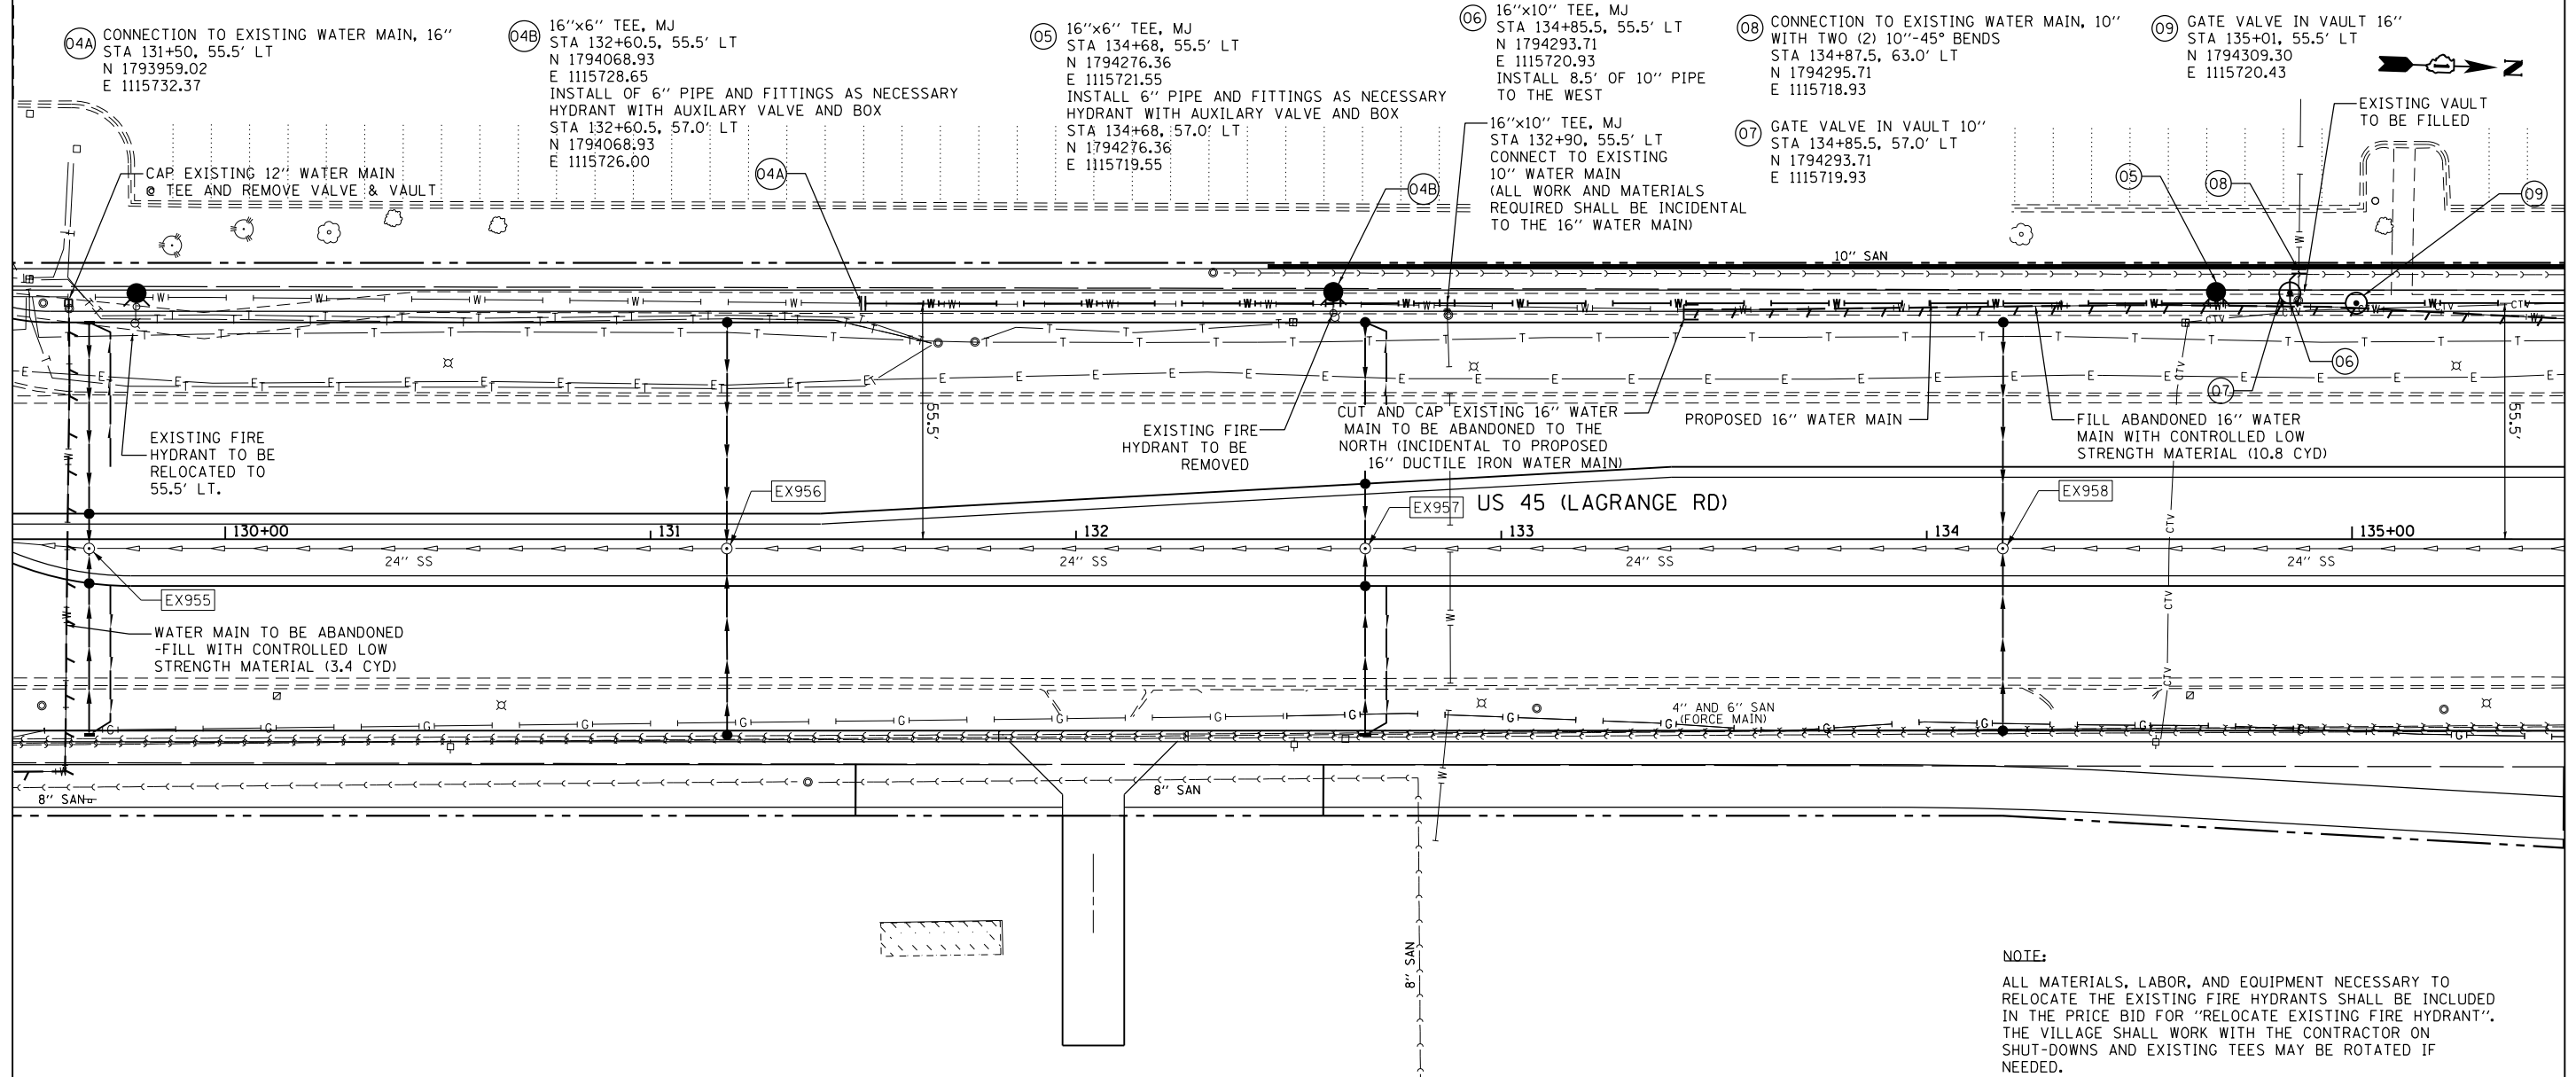 04A
CONNECTION TO EXISTING WATER MAIN, 16''
STA 131+50, 55.5' LT
N 1793959.02
E 1115732.37
04B
16''x6'' TEE, MJ
STA 132+60.5, 55.5' LT
N 1794068.93
E 1115728.65
INSTALL OF 6'' PIPE AND FITTINGS AS NECESSARY
HYDRANT WITH AUXILARY VALVE AND BOX
STA 132+60.5, 57.0' LT
N 1794068.93
E 1115726.00
05
16''x6'' TEE, MJ
STA 134+68, 55.5' LT
N 1794276.36
E 1115721.55
INSTALL 6'' PIPE AND FITTINGS AS NECESSARY
HYDRANT WITH AUXILARY VALVE AND BOX
STA 134+68, 57.0' LT
N 1794276.36
E 1115719.55
06
16''x10'' TEE, MJ
STA 134+85.5, 55.5' LT
N 1794293.71
E 1115720.93
INSTALL 8.5' OF 10'' PIPE
TO THE WEST
16''x10'' TEE, MJ
STA 132+90, 55.5' LT
CONNECT TO EXISTING
10'' WATER MAIN
(ALL WORK AND MATERIALS
REQUIRED SHALL BE INCIDENTAL
TO THE 16'' WATER MAIN)
08
CONNECTION TO EXISTING WATER MAIN, 10''
WITH TWO (2) 10''-45° BENDS
STA 134+87.5, 63.0' LT
N 1794295.71
E 1115718.93
07
GATE VALVE IN VAULT 10''
STA 134+85.5, 57.0' LT
N 1794293.71
E 1115719.93
09
GATE VALVE IN VAULT 16''
STA 135+01, 55.5' LT
N 1794309.30
E 1115720.43
N
EXISTING VAULT
TO BE FILLED
CAP EXISTING 12'' WATER MAIN
@ TEE AND REMOVE VALVE & VAULT
04A
04B
05
08
09
10'' SAN
06
07
EXISTING FIRE
HYDRANT TO BE
RELOCATED TO
55.5' LT.
55.5'
EXISTING FIRE
HYDRANT TO BE
REMOVED
CUT AND CAP EXISTING 16'' WATER
MAIN TO BE ABANDONED TO THE
NORTH (INCIDENTAL TO PROPOSED
16'' DUCTILE IRON WATER MAIN)
PROPOSED 16'' WATER MAIN
FILL ABANDONED 16'' WATER
MAIN WITH CONTROLLED LOW
STRENGTH MATERIAL (10.8 CYD)
55.5'
EX956
EX957
US 45 (LAGRANGE RD)
EX958
130+00
131
132
133
134
135+00
24'' SS
24'' SS
24'' SS
24'' SS
EX955
WATER MAIN TO BE ABANDONED
-FILL WITH CONTROLLED LOW
STRENGTH MATERIAL (3.4 CYD)
4'' AND 6'' SAN
(FORCE MAIN)
8'' SAN
8'' SAN
8'' SAN
NOTE:
ALL MATERIALS, LABOR, AND EQUIPMENT NECESSARY TO
RELOCATE THE EXISTING FIRE HYDRANTS SHALL BE INCLUDED
IN THE PRICE BID FOR "RELOCATE EXISTING FIRE HYDRANT".
THE VILLAGE SHALL WORK WITH THE CONTRACTOR ON
SHUT-DOWNS AND EXISTING TEES MAY BE ROTATED IF
NEEDED.